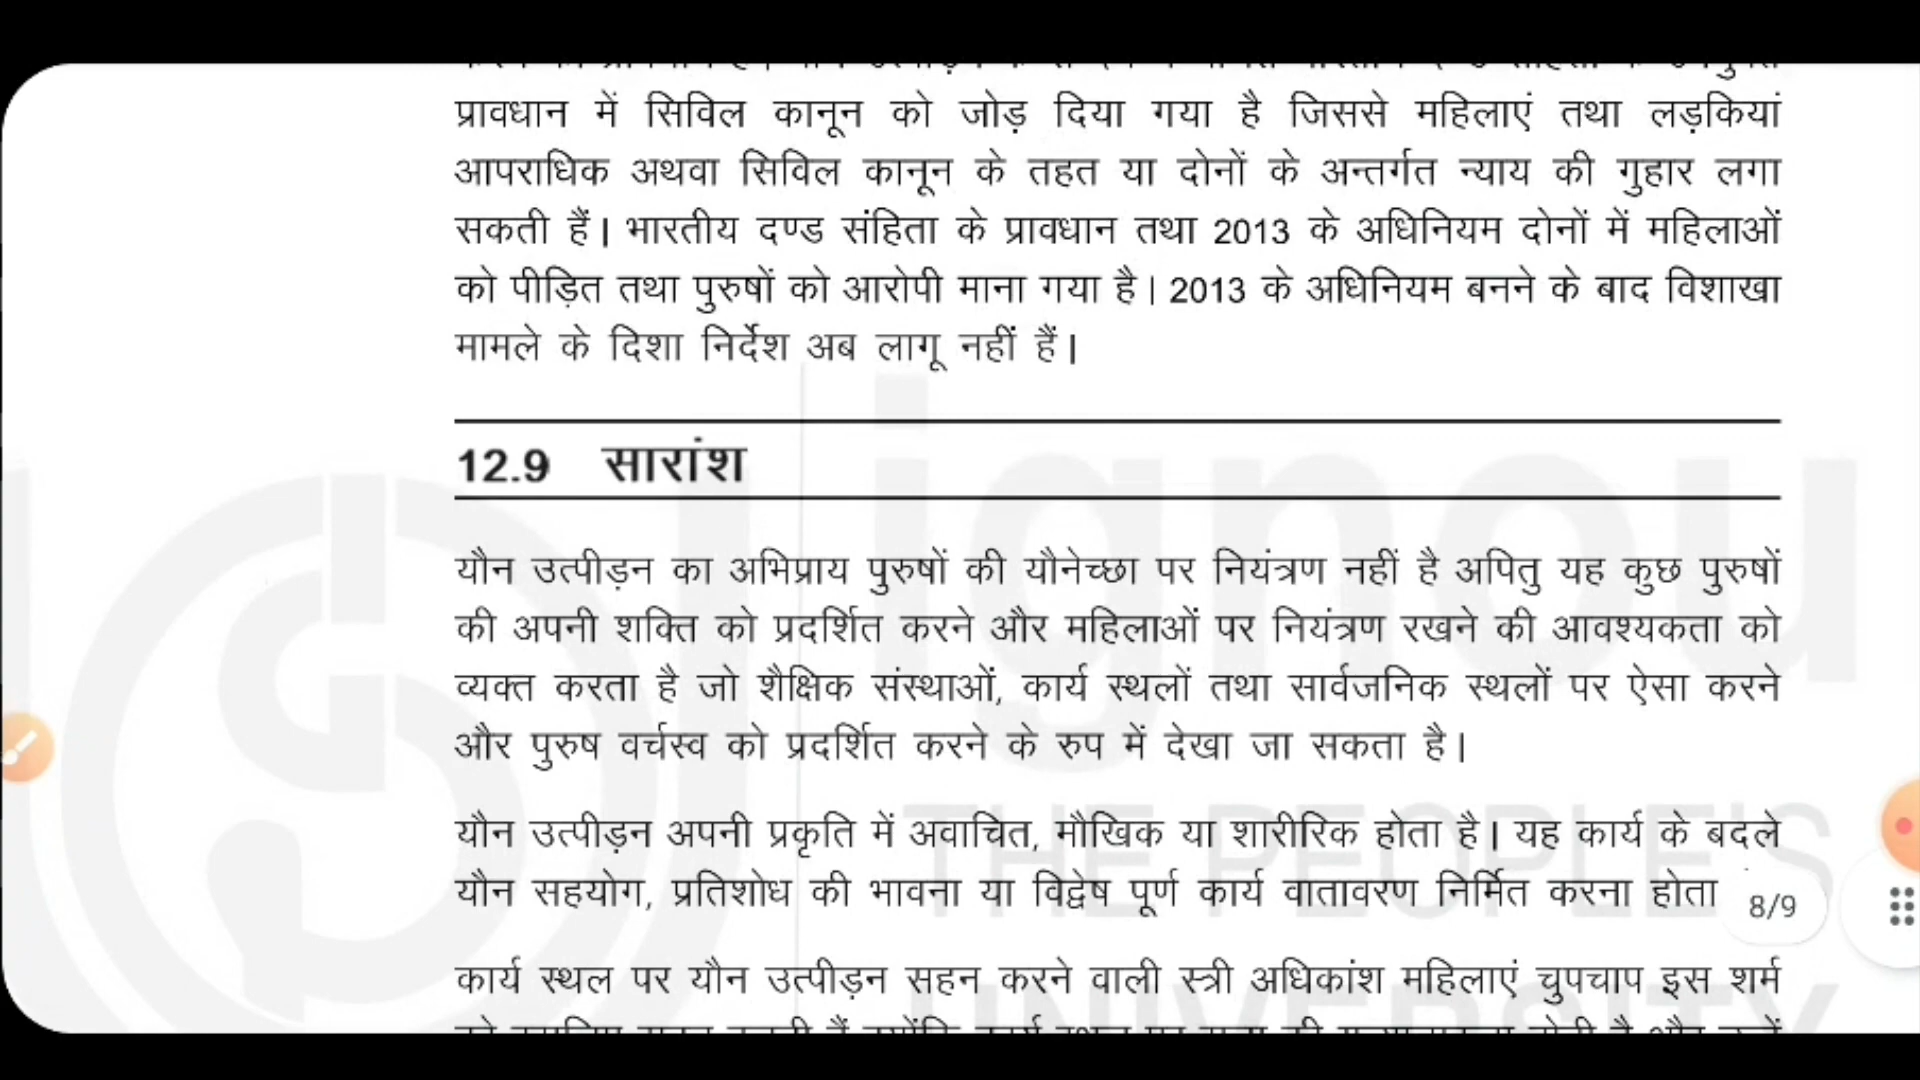 प्रावधान में सिविल कानून को जोड़ दिया गया है जिससे महिलाएं तथा लड़कियां
आपराधिक अथवा सिविल कानून के तहत या दोनों के अन्तर्गत न्याय की गुहार लगा
सकती हैं। भारतीय दण्ड संहिता के प्रावधान तथा 2013 के अधिनियम दोनों में महिलाओं
को पीड़ित तथा पुरुषों को आरोपी माना गया है। 2013 के अधिनियम बनने के बाद विशाखा
मामले के दिशा निर्देश अब लागू नहीं हैं।
12.9 सारांश
यौन उत्पीड़न का अभिप्राय पुरुषों की यौनेच्छा पर नियंत्रण नहीं है अपितु यह कुछ पुरुषों
की अपनी शक्ति को प्रदर्शित करने और महिलाओं पर नियंत्रण रखने की आवश्यकता को
व्यक्त करता है जो शैक्षिक संस्थाओं, कार्य स्थलों तथा सार्वजनिक स्थलों पर ऐसा करने
और पुरुष वर्चस्व को प्रदर्शित करने के रुप में देखा जा सकता है।
यौन उत्पीड़न अपनी प्रकृति में अवाचित, मौखिक या शारीरिक होता है। यह कार्य के बदले
यौन सहयोग, प्रतिशोध की भावना या विद्वेष पूर्ण कार्य वातावरण निर्मित करना होता
8/9
कार्य स्थल पर यौन उत्पीड़न सहन करने वाली स्त्री अधिकांश महिलाएं चुपचाप इस शर्म
ignou
THE PEOPLE'S
UNIVERSITY